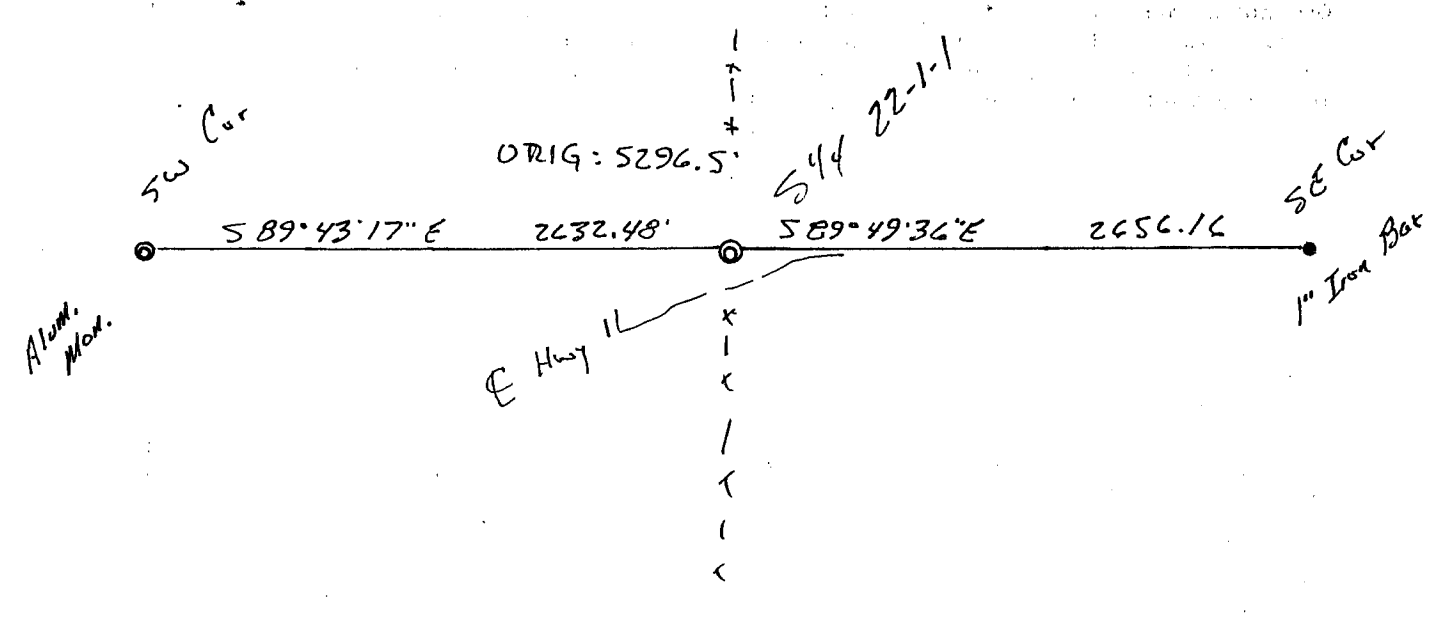 SW Cor
ORIG: 5296.5'
S 1/4 22-1-1
SE Cor
S 89° 43' 17" E 2632.48'
S 89° 49' 36" E 2656.16
Alum. Mon.
1" Iron Bar
℄ Hwy 11